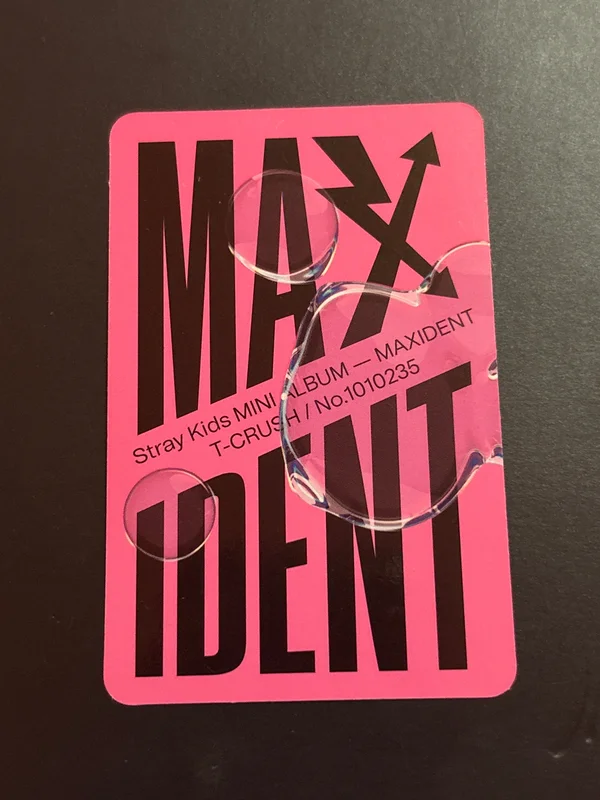 MAX
Stray Kids MINI ALBUM — MAXIDENT
T-CRUSH / No.1010235
IDENT